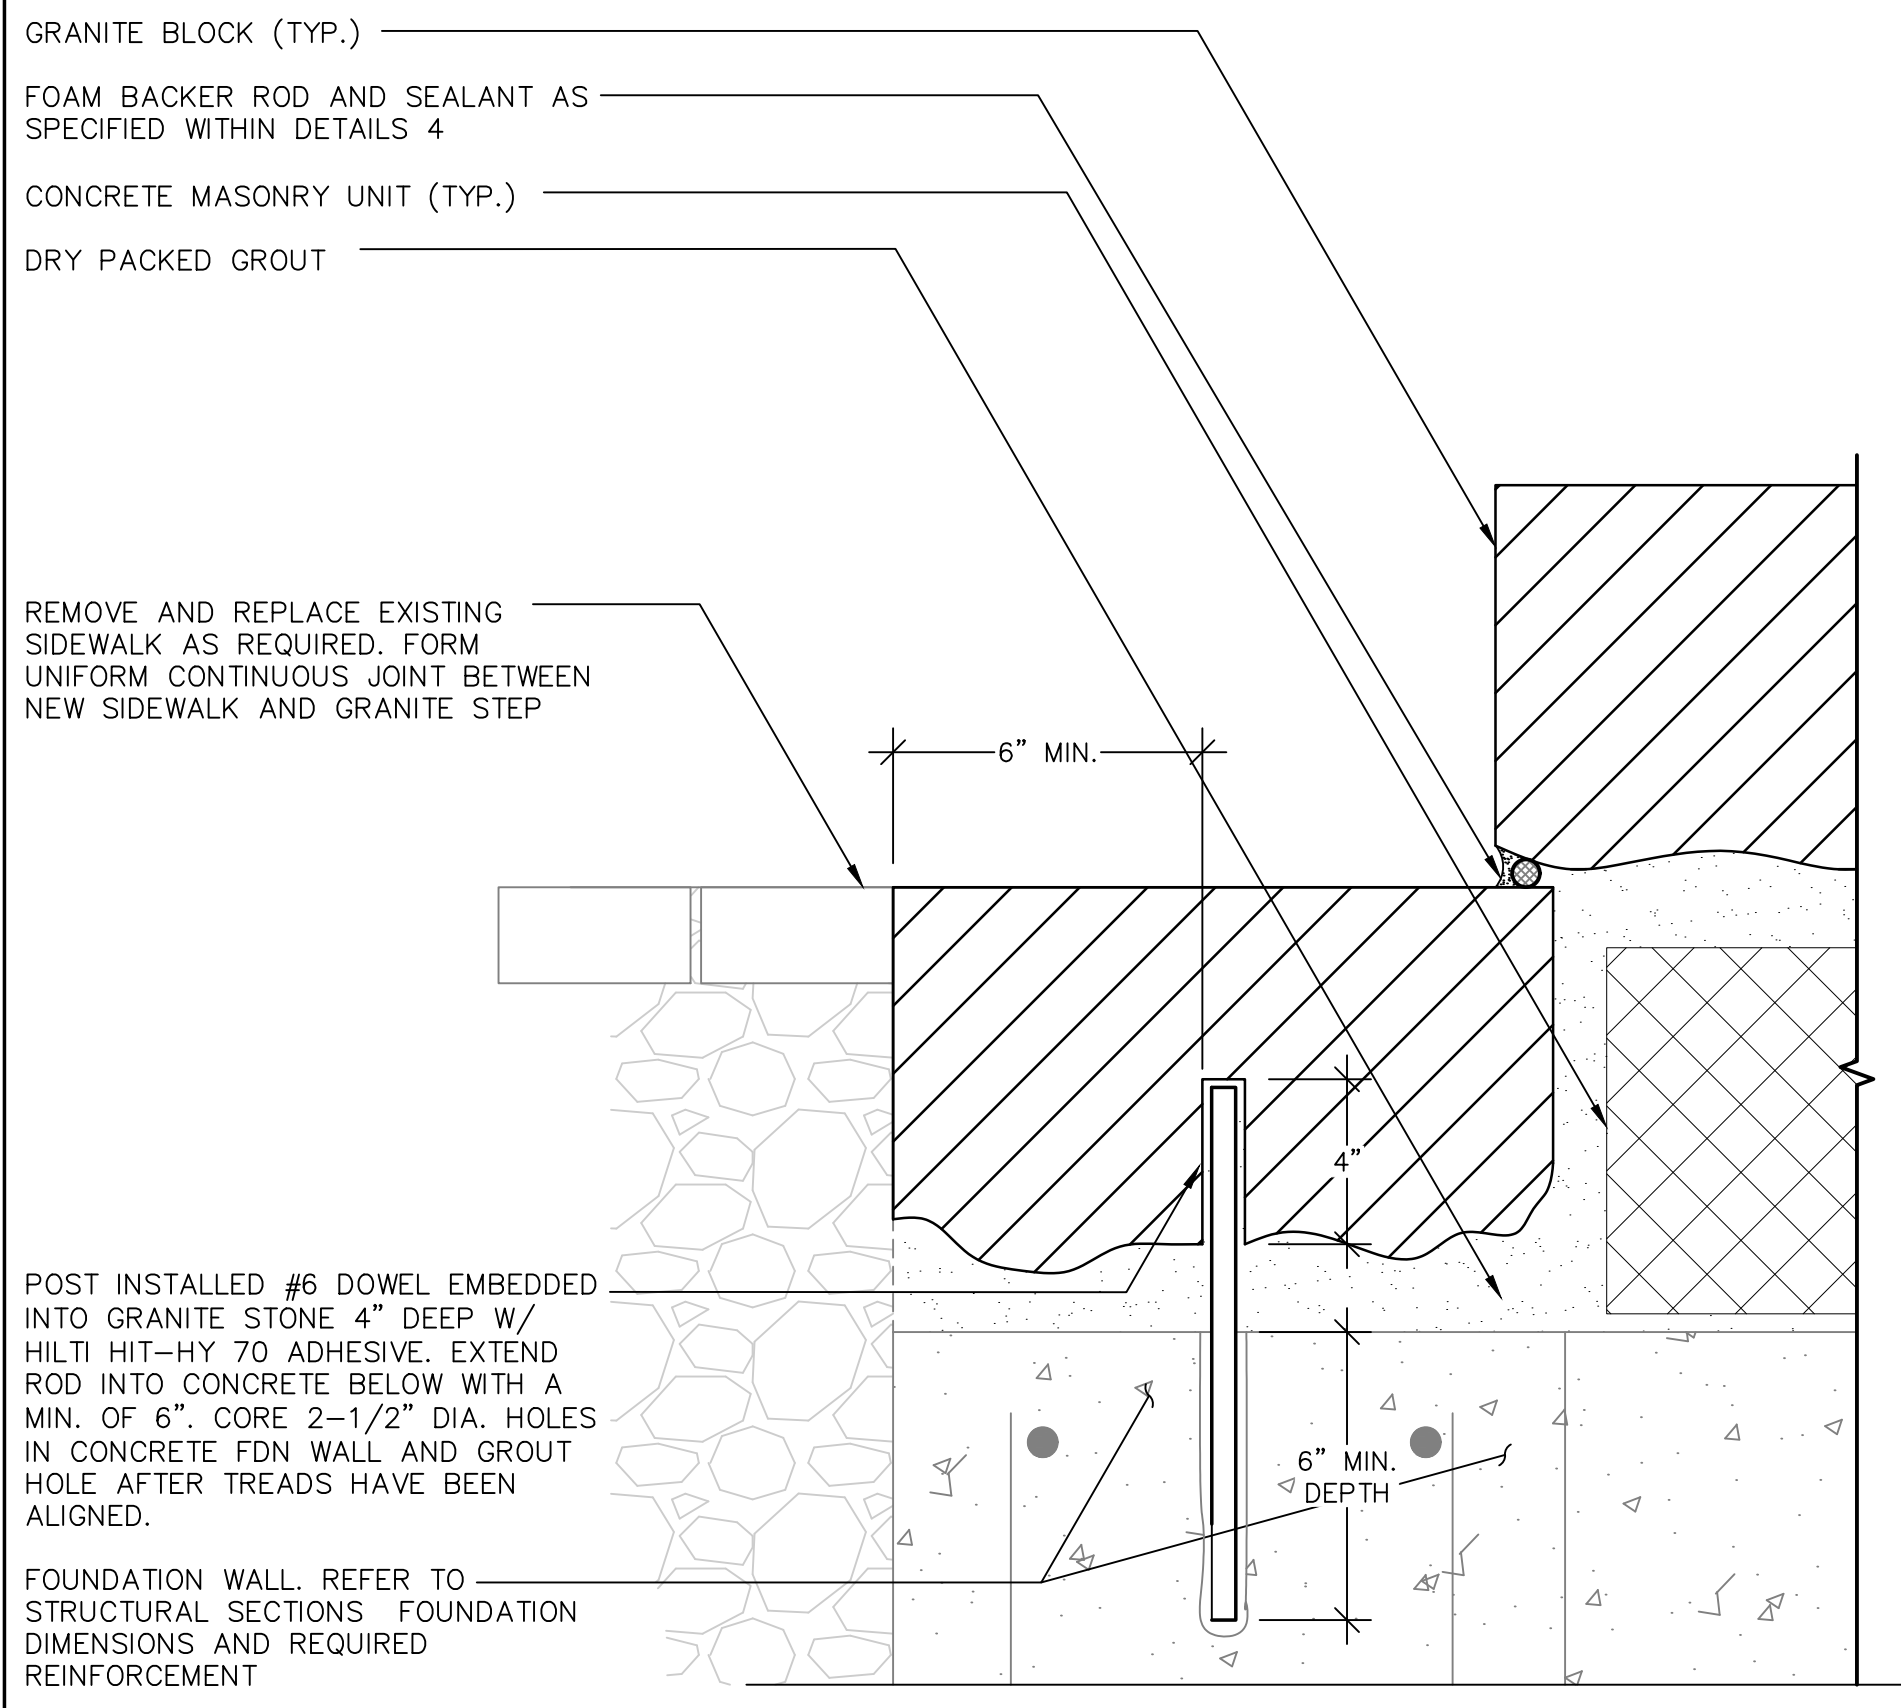 GRANITE BLOCK (TYP.)
FOAM BACKER ROD AND SEALANT AS
SPECIFIED WITHIN DETAILS 4
CONCRETE MASONRY UNIT (TYP.)
DRY PACKED GROUT
REMOVE AND REPLACE EXISTING
SIDEWALK AS REQUIRED. FORM
UNIFORM CONTINUOUS JOINT BETWEEN
NEW SIDEWALK AND GRANITE STEP
6” MIN.
4”
POST INSTALLED #6 DOWEL EMBEDDED
INTO GRANITE STONE 4” DEEP W/
HILTI HIT-HY 70 ADHESIVE. EXTEND
ROD INTO CONCRETE BELOW WITH A
MIN. OF 6”. CORE 2-1/2” DIA. HOLES
IN CONCRETE FDN WALL AND GROUT
HOLE AFTER TREADS HAVE BEEN
ALIGNED.
6” MIN.
DEPTH
FOUNDATION WALL. REFER TO
STRUCTURAL SECTIONS FOUNDATION
DIMENSIONS AND REQUIRED
REINFORCEMENT